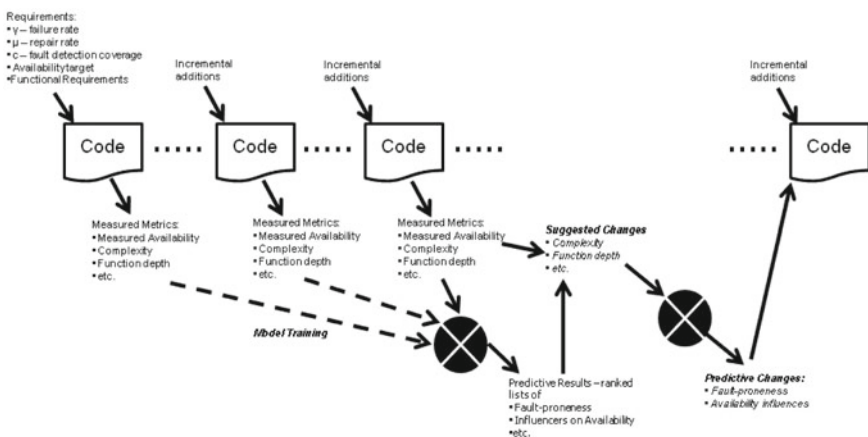 Requirements:
▪γ – failure rate
▪μ – repair rate
▪c – fault detection coverage
▪Availability target
▪Functional Requirements
Incremental
additions
Incremental
additions
Incremental
additions
Code
Code
Code
Code
Measured Metrics:
▪Measured Availability
▪Complexity
▪Function depth
▪etc.
Measured Metrics:
▪Measured Availability
▪Complexity
▪Function depth
▪etc.
Measured Metrics:
▪Measured Availability
▪Complexity
▪Function depth
▪etc.
Suggested Changes
▪Complexity
▪Function depth
▪etc.
Model Training
Predictive Results – ranked
lists of
▪Fault-proneness
▪Influencers on Availability
▪etc.
Predictive Changes:
▪Fault-proneness
▪Availability influences